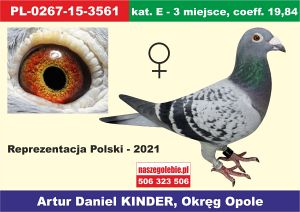 PL-0267-15-3561
kat. E - 3 miejsce, coeff. 19,84
Reprezentacja Polski - 2021
naszegolebie.pl
506 323 506
Artur Daniel KINDER, Okręg Opole